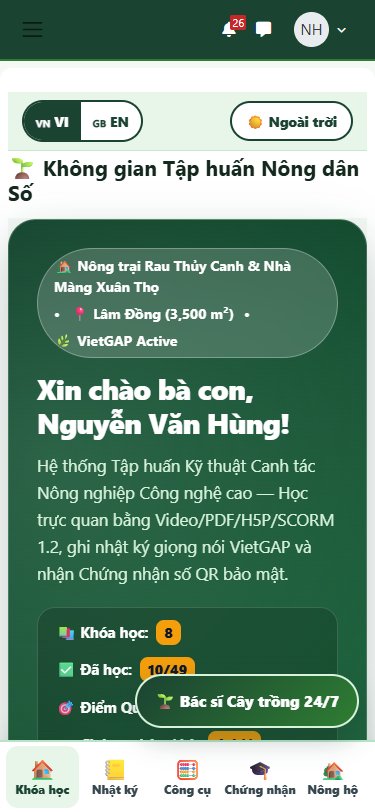 26
NH
VN VI
GB EN
Ngoài trời
Không gian Tập huấn Nông dân
Số
Nông trại Rau Thủy Canh & Nhà
Màng Xuân Thọ
• Lâm Đồng (3,500 m²) •
VietGAP Active
Xin chào bà con,
Nguyễn Văn Hùng!
Hệ thống Tập huấn Kỹ thuật Canh tác
Nông nghiệp Công nghệ cao — Học
trực quan bằng Video/PDF/H5P/SCORM
1.2, ghi nhật ký giọng nói VietGAP và
nhận Chứng nhận số QR bảo mật.
Khóa học: 8
Đã học: 10/49
Điểm
Bác sĩ Cây trồng 24/7
Khóa học
Nhật ký
Công cụ
Chứng nhận
Nông hộ